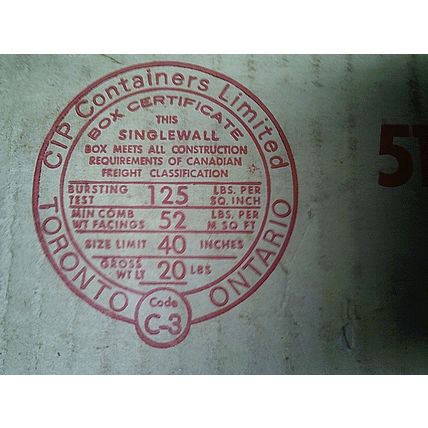 CIP Containers Limited
BOX CERTIFICATE
THIS
SINGLEWALL
BOX MEETS ALL CONSTRUCTION
REQUIREMENTS OF CANADIAN
FREIGHT CLASSIFICATION
BURSTING TEST 125 LBS. PER SQ. INCH
MIN COMB WT FACINGS 52 LBS. PER M SQ FT
SIZE LIMIT 40 INCHES
GROSS WT LT 20 LBS
TORONTO ONTARIO
Code
C-3